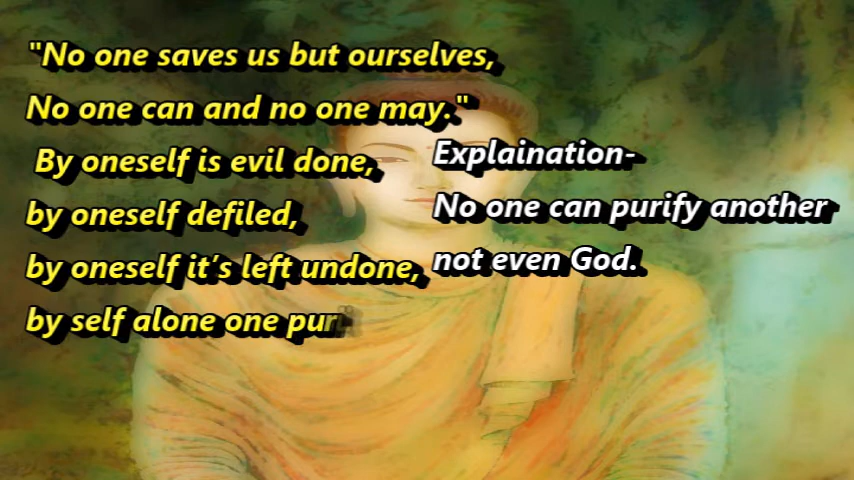 "No one saves us but ourselves,
No one can and no one may."
By oneself is evil done,
by oneself defiled,
by oneself it’s left undone,
by self alone one
Explaination-
No one can purify another
not even God.